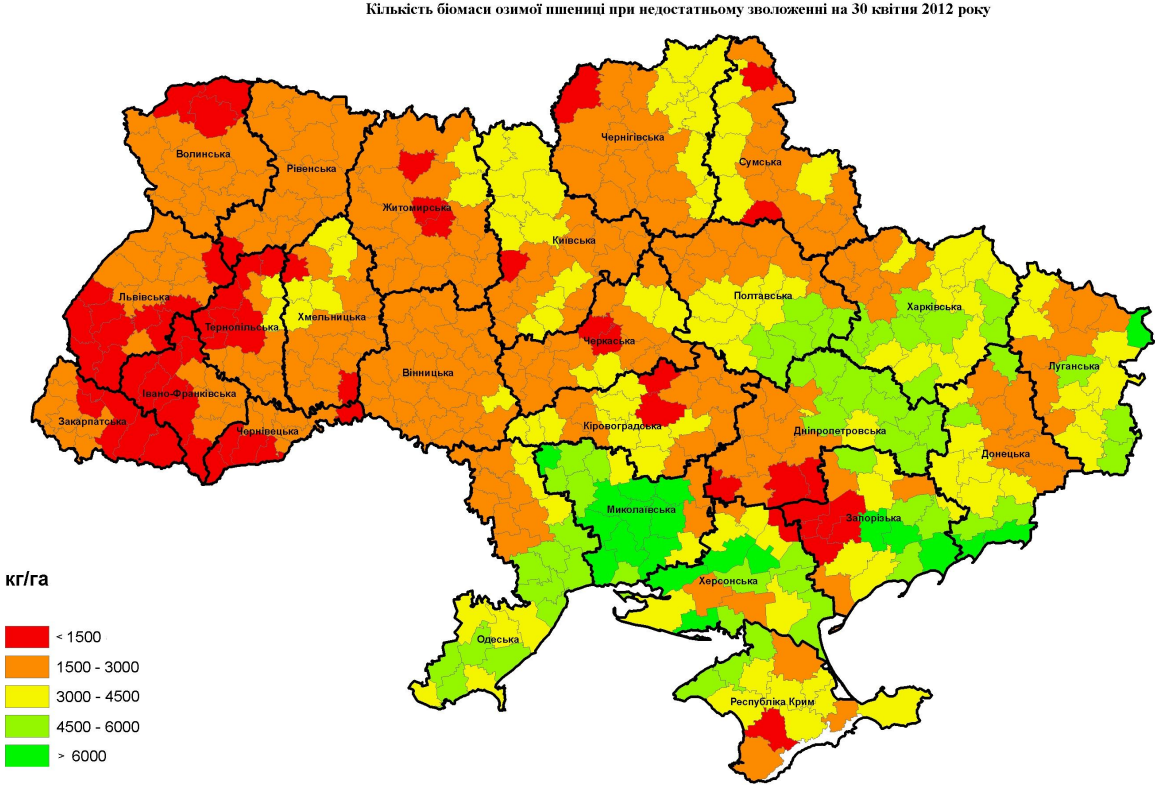 Кількість біомаси озимої пшениці при недостатньому зволоженні на 30 квітня 2012 року
Чернігівська
Сумська
Волинська
Рівенська
Житомирська
Київська
Львівська
Тернопільська
Хмельницька
Полтавська
Харківська
Черкаська
Луганська
Вінницька
Івано-Франківська
Закарпатська
Чернівецька
Кіровоградська
Дніпропетровська
Донецька
Миколаївська
Запорізька
Херсонська
Одеська
Республіка Крим
кг/га
< 1500
1500 - 3000
3000 - 4500
4500 - 6000
> 6000